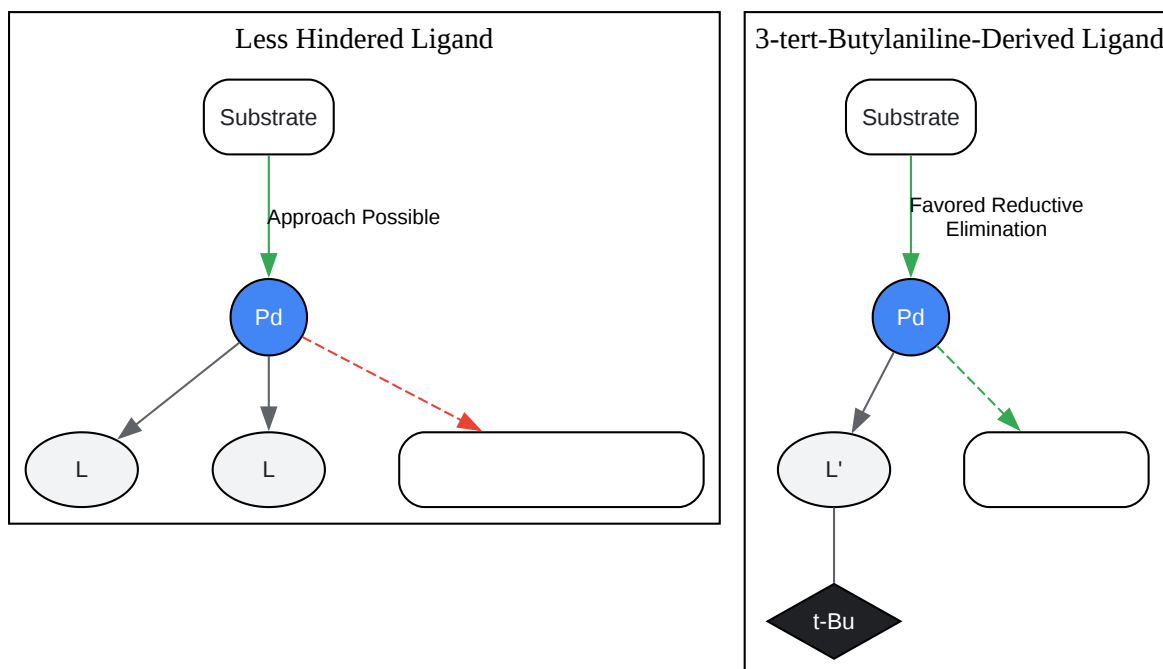 Less Hindered Ligand
Substrate
Approach Possible
Pd
L
L
3-tert-Butylaniline-Derived Ligand
Substrate
Favored Reductive
Elimination
Pd
L'
t-Bu